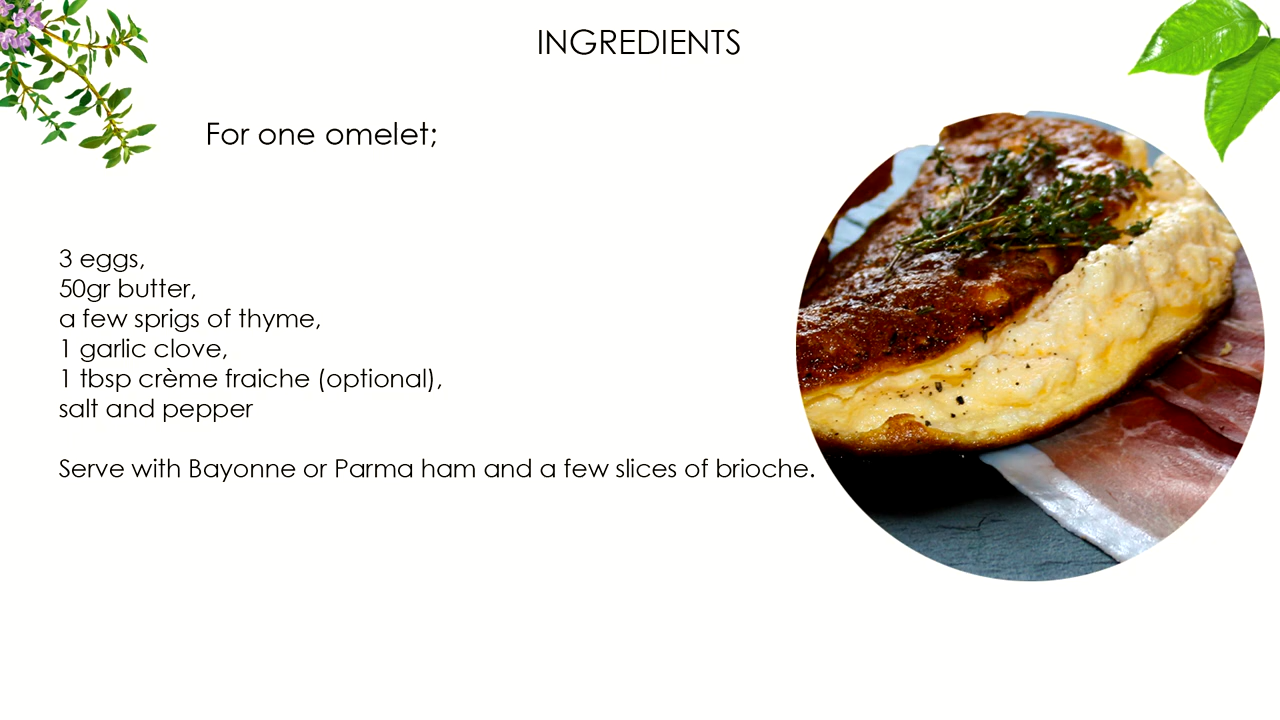 INGREDIENTS
For one omelet;
3 eggs,
50gr butter,
a few sprigs of thyme,
1 garlic clove,
1 tbsp crème fraiche (optional),
salt and pepper
Serve with Bayonne or Parma ham and a few slices of brioche.